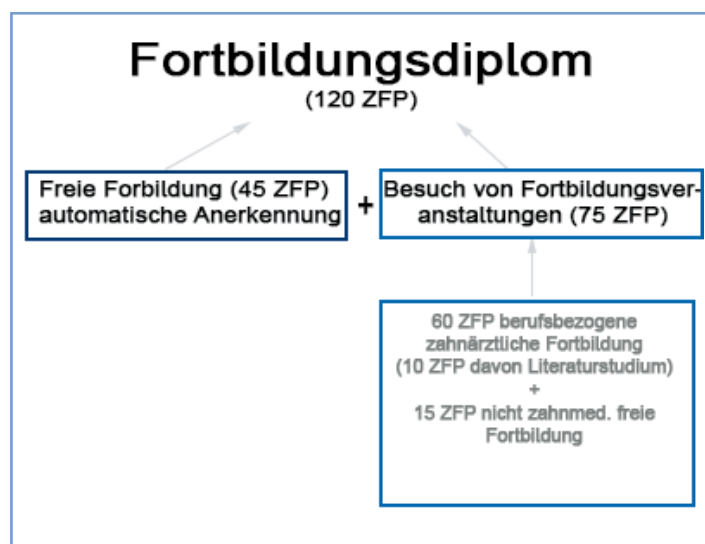 Fortbildungsdiplom
(120 ZFP)
Freie Forbildung (45 ZFP)
automatische Anerkennung
+
Besuch von Fortbildungsver-
anstaltungen (75 ZFP)
60 ZFP berufsbezogene
zahnärztliche Fortbildung
(10 ZFP davon Literaturstudium)
+
15 ZFP nicht zahnmed. freie
Fortbildung